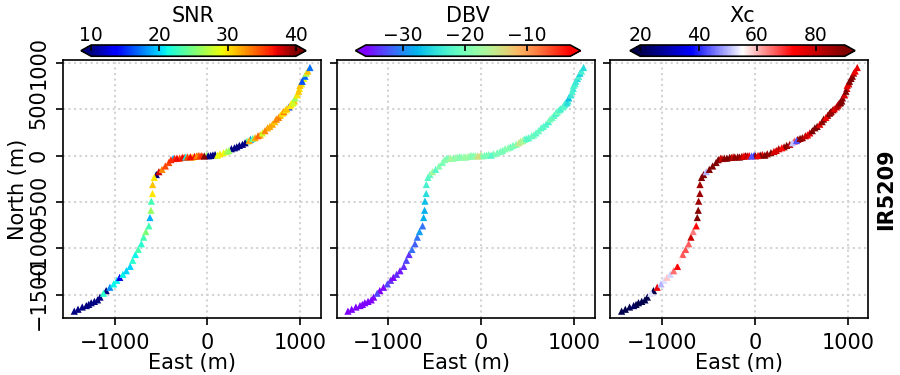 SNR DBV Xc
10 20 30 40 −30 −20 −10 20 40 60 80
North (m)
1000
500
0
−500
−1000
−1500
IR5209
−1000 0 1000 −1000 0 1000 −1000 0 1000
East (m) East (m) East (m)